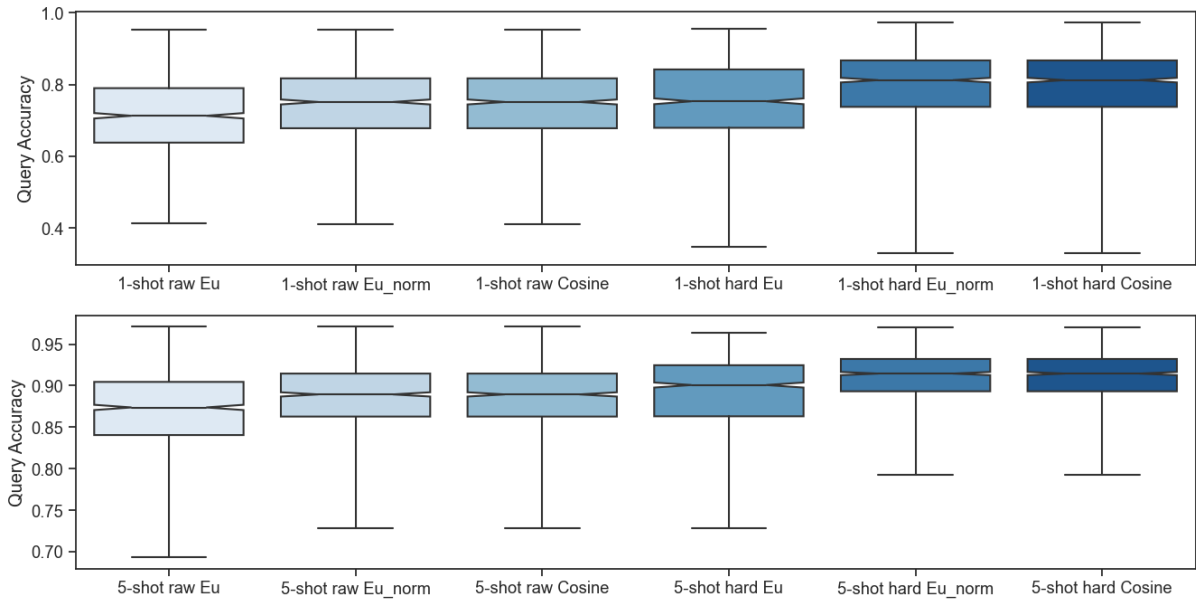 1.0
0.8
0.6
0.4
Query Accuracy
1-shot raw Eu
1-shot raw Eu_norm
1-shot raw Cosine
1-shot hard Eu
1-shot hard Eu_norm
1-shot hard Cosine
0.95
0.90
0.85
0.80
0.75
0.70
Query Accuracy
5-shot raw Eu
5-shot raw Eu_norm
5-shot raw Cosine
5-shot hard Eu
5-shot hard Eu_norm
5-shot hard Cosine